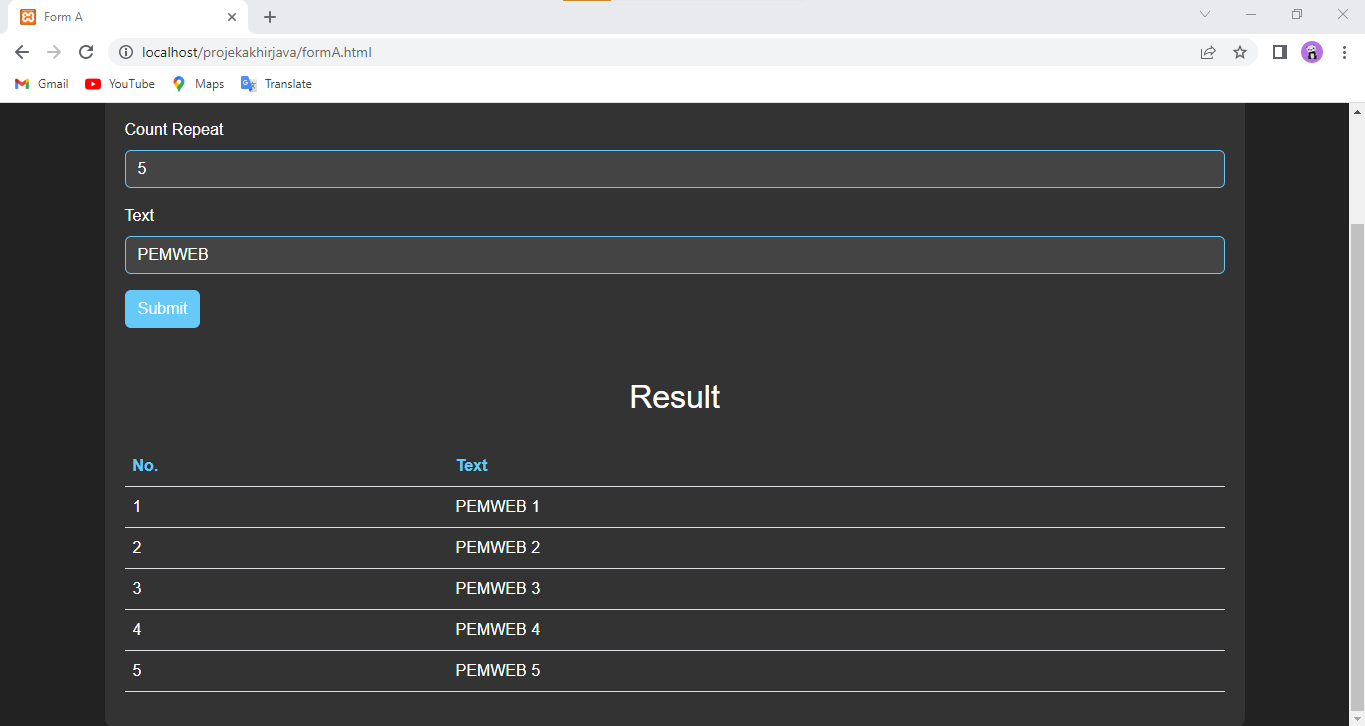 Form A
localhost/projekakhirjava/formA.html
Gmail YouTube Maps Translate
Count Repeat
5
Text
PEMWEB
Submit
Result
No. Text
1 PEMWEB 1
2 PEMWEB 2
3 PEMWEB 3
4 PEMWEB 4
5 PEMWEB 5